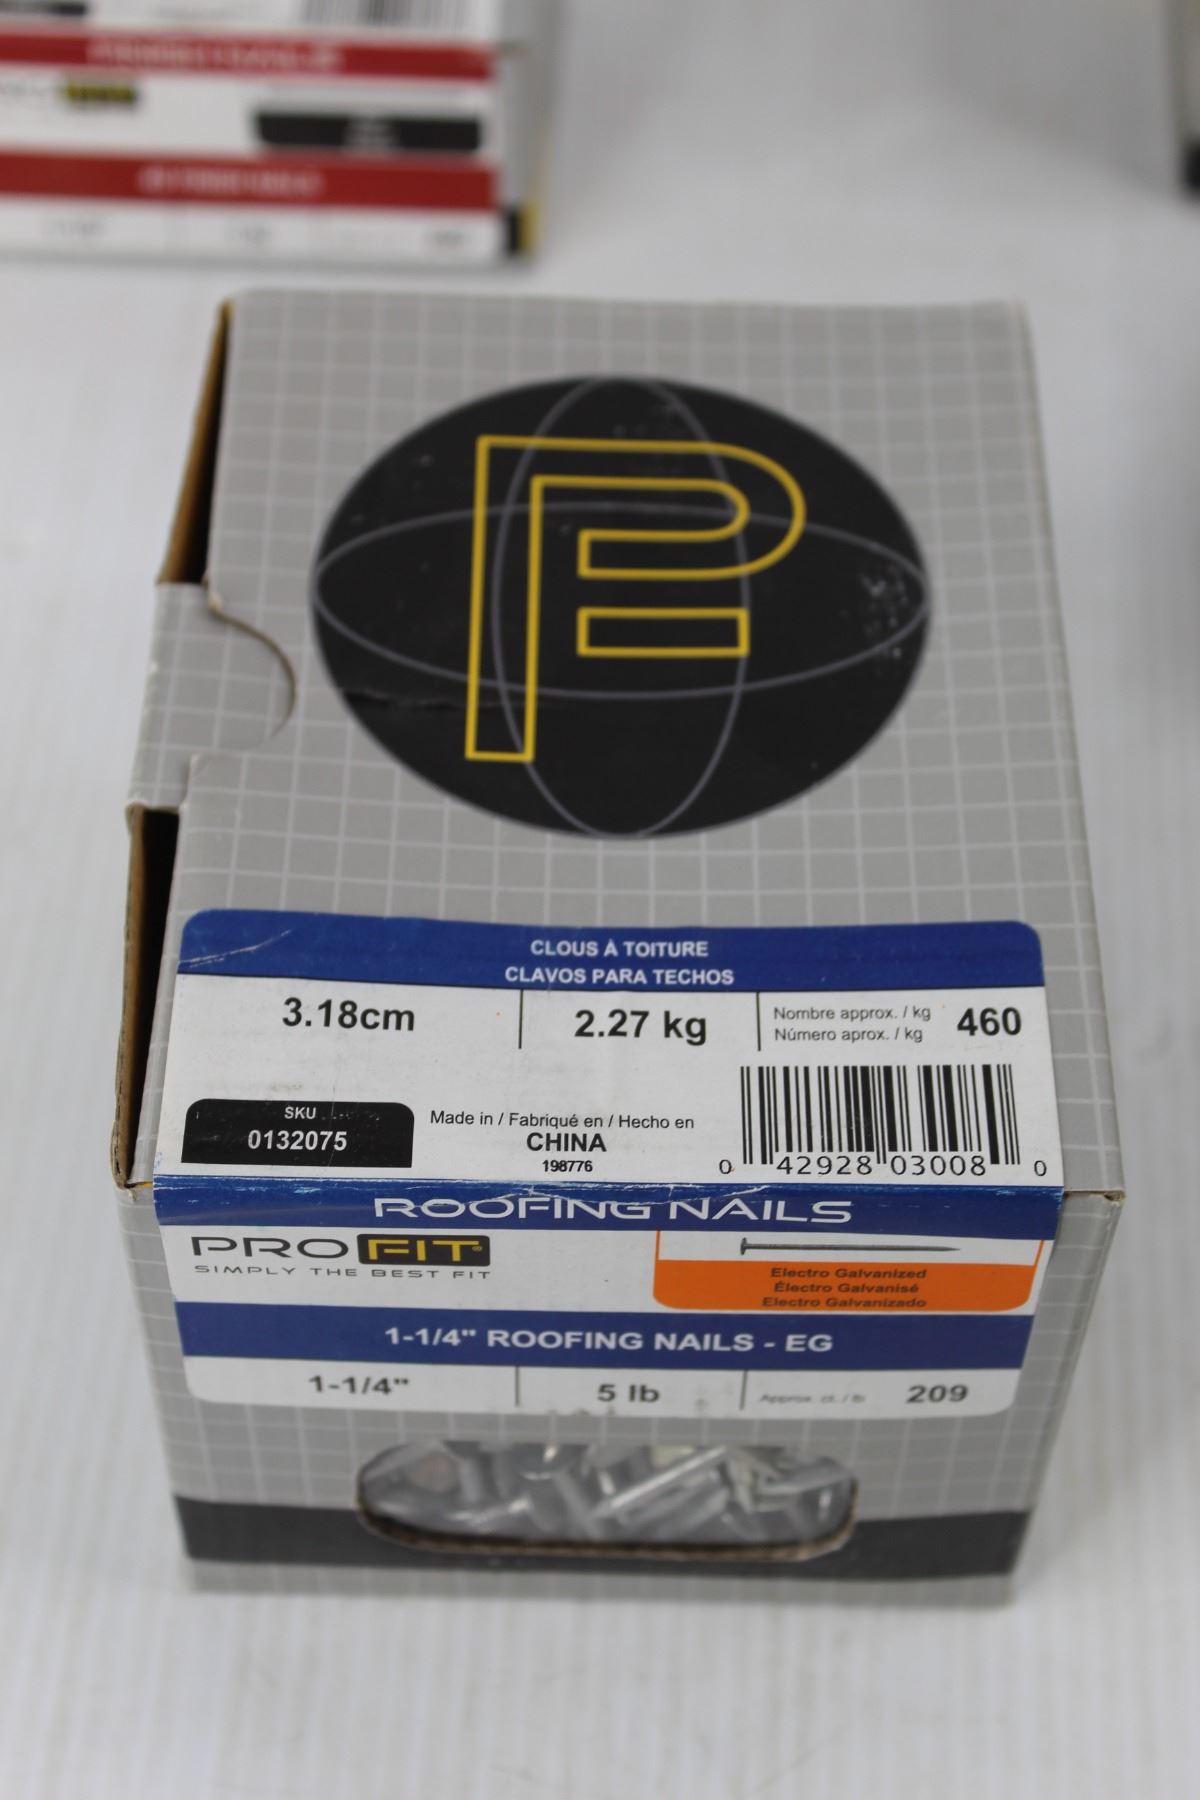 CLOUS À TOITURE
CLAVOS PARA TECHOS
3.18cm
2.27 kg
Nombre approx. / kg
Número aprox. / kg
460
SKU
0132075
Made in / Fabriqué en / Hecho en
CHINA
198776
0 42928 03008 0
ROOFING NAILS
PROFIT®
SIMPLY THE BEST FIT
Electro Galvanized
Électro Galvanisé
Electro Galvanizado
1-1/4" ROOFING NAILS - EG
1-1/4"
5 lb
Approx. ct. / lb
209